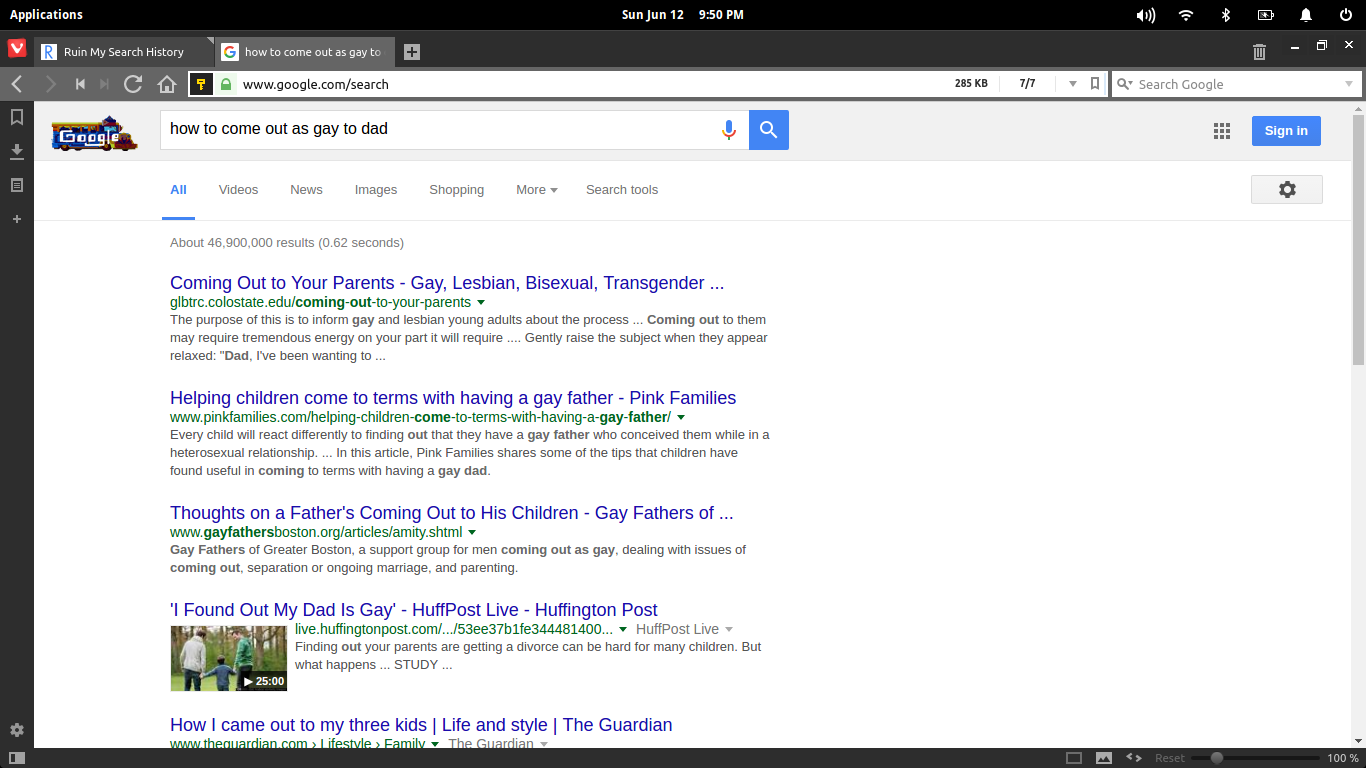 Applications
Sun Jun 12 9:50 PM
Ruin My Search History
how to come out as gay to
www.google.com/search
285 KB
7/7
Search Google
Google
how to come out as gay to dad
Sign in
All
Videos
News
Images
Shopping
More
Search tools
About 46,900,000 results (0.62 seconds)
Coming Out to Your Parents - Gay, Lesbian, Bisexual, Transgender ...
glbtrc.colostate.edu/coming-out-to-your-parents
The purpose of this is to inform gay and lesbian young adults about the process ... Coming out to them
may require tremendous energy on your part it will require .... Gently raise the subject when they appear
relaxed: "Dad, I've been wanting to ...
Helping children come to terms with having a gay father - Pink Families
www.pinkfamilies.com/helping-children-come-to-terms-with-having-a-gay-father/
Every child will react differently to finding out that they have a gay father who conceived them while in a
heterosexual relationship. ... In this article, Pink Families shares some of the tips that children have
found useful in coming to terms with having a gay dad.
Thoughts on a Father's Coming Out to His Children - Gay Fathers of ...
www.gayfathersboston.org/articles/amity.shtml
Gay Fathers of Greater Boston, a support group for men coming out as gay, dealing with issues of
coming out, separation or ongoing marriage, and parenting.
'I Found Out My Dad Is Gay' - HuffPost Live - Huffington Post
live.huffingtonpost.com/.../53ee37b1fe344481400... HuffPost Live
Finding out your parents are getting a divorce can be hard for many children. But
what happens ... STUDY ...
25:00
How I came out to my three kids | Life and style | The Guardian
www.theguardian.com › Lifestyle › Family The Guardian
Reset
100 %